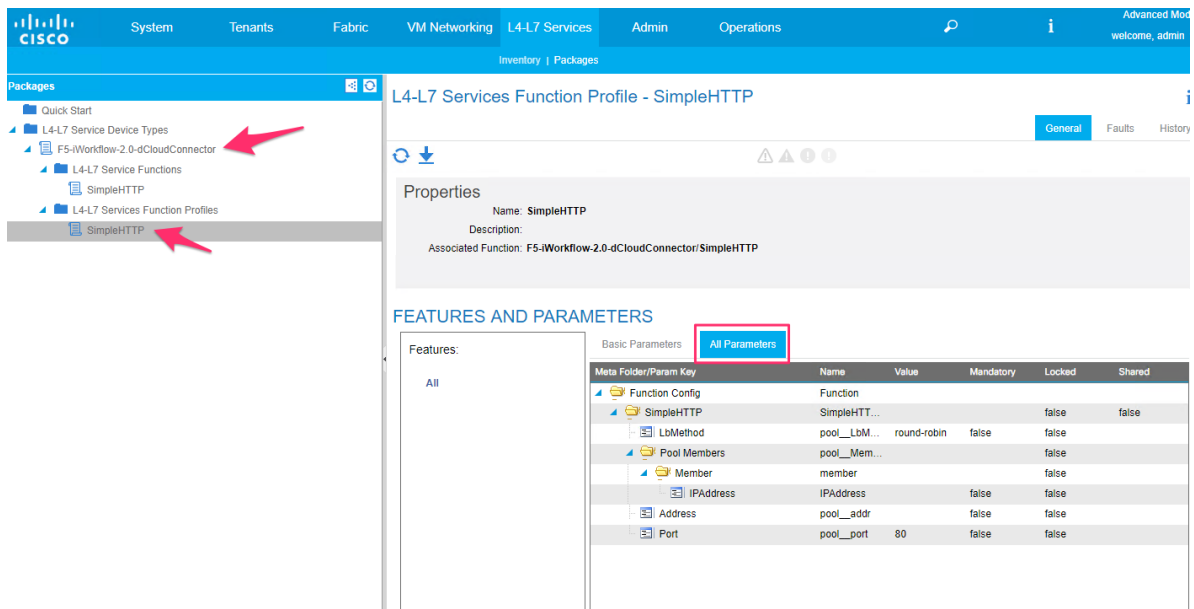 Advanced Mod
CISCO System Tenants Fabric VM Networking L4-L7 Services Admin Operations i welcome, admin
Inventory | Packages
Packages
Quick Start
L4-L7 Service Device Types
F5-iWorkflow-2.0-dCloudConnector
L4-L7 Service Functions
SimpleHTTP
L4-L7 Services Function Profiles
SimpleHTTP
L4-L7 Services Function Profile - SimpleHTTP
i
General Faults History
Properties
Name: SimpleHTTP
Description:
Associated Function: F5-iWorkflow-2.0-dCloudConnector/SimpleHTTP
FEATURES AND PARAMETERS
Features:
All
Basic Parameters All Parameters
Meta Folder/Param Key Name Value Mandatory Locked Shared
Function Config Function
SimpleHTTP SimpleHTT... false false
LbMethod pool__LbM... round-robin false false
Pool Members pool__Mem... false
Member member false
IPAddress IPAddress false false
Address pool__addr false false
Port pool__port 80 false false